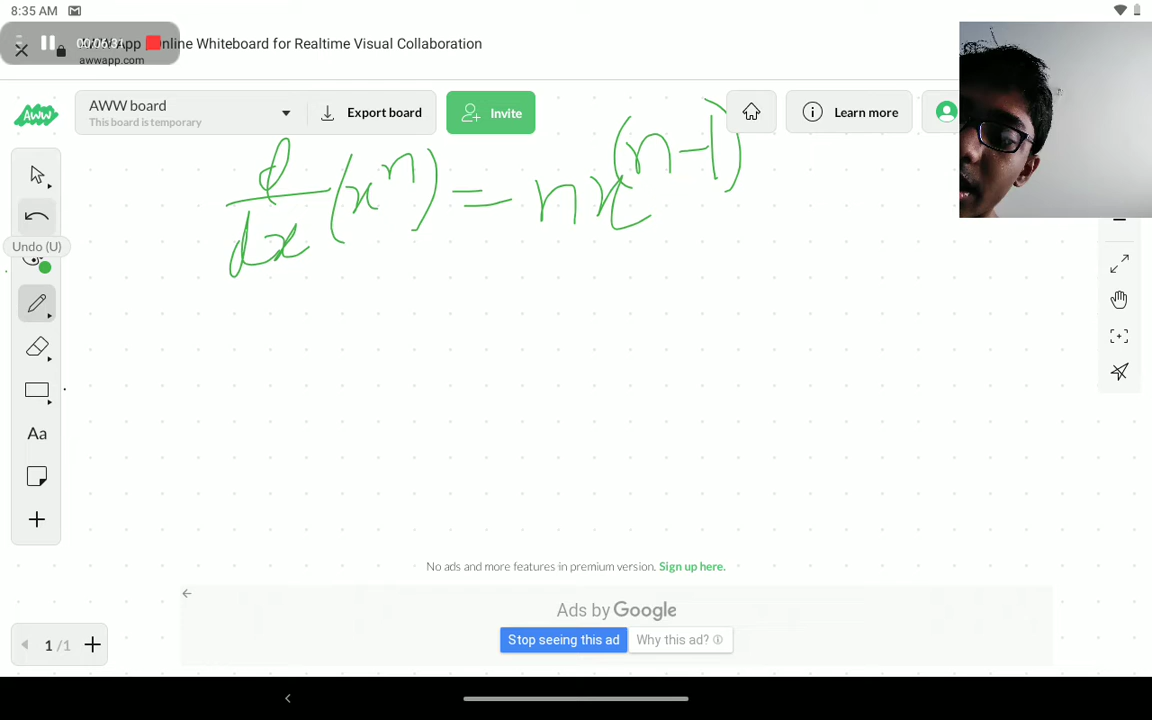 8:35 AM
App Online Whiteboard for Realtime Visual Collaboration
awwapp.com
AWW
AWW board
This board is temporary
Export board
Invite
Learn more
d/dx (x^n) = nx^(n-1)
Undo (U)
Aa
No ads and more features in premium version. Sign up here.
Ads by Google
Stop seeing this ad
Why this ad?
1 /1